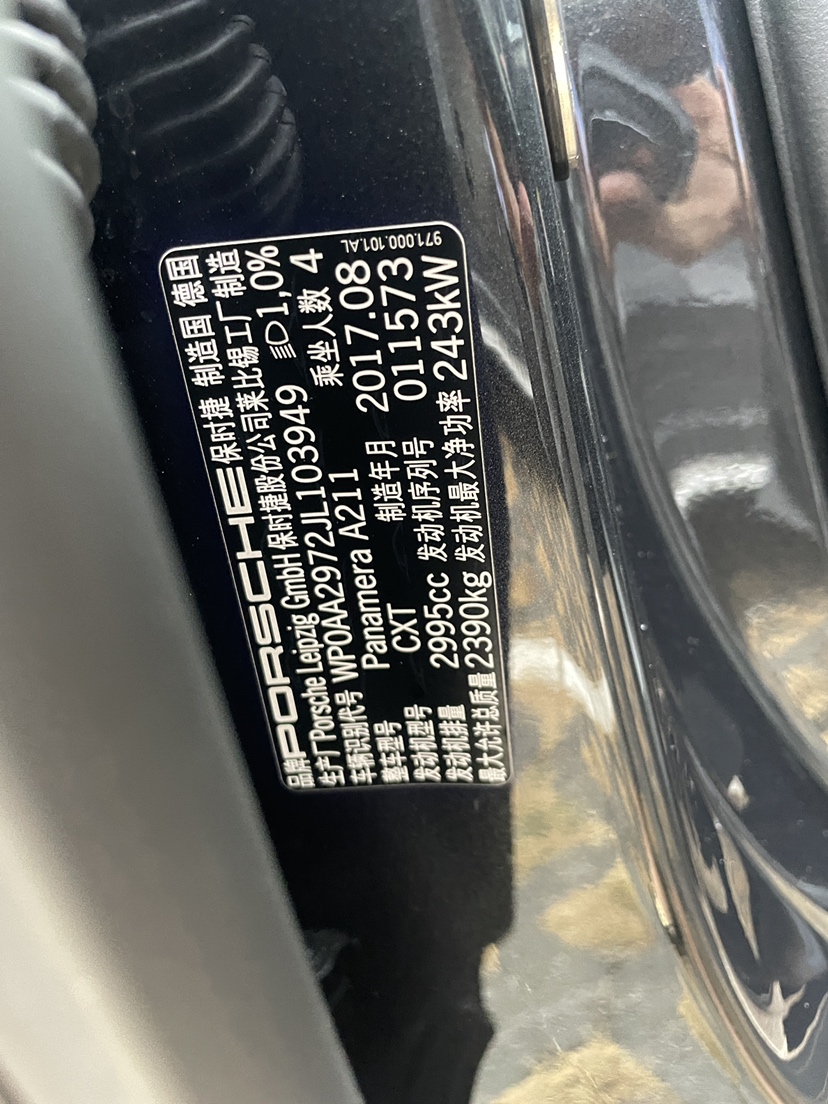 品牌 PORSCHE 保时捷 制造国 德国
生产厂 Porsche Leipzig GmbH 保时捷股份公司莱比锡工厂制造
车辆识别代号 WP0AA2972JL103949 1,0%
整车型号 Panamera A211 乘坐人数 4
发动机型号 CXT 制造年月 2017.08
发动机排量 2995cc 发动机序列号 011573
最大允许总质量 2390kg 发动机最大净功率 243kW
971.000.101.AL